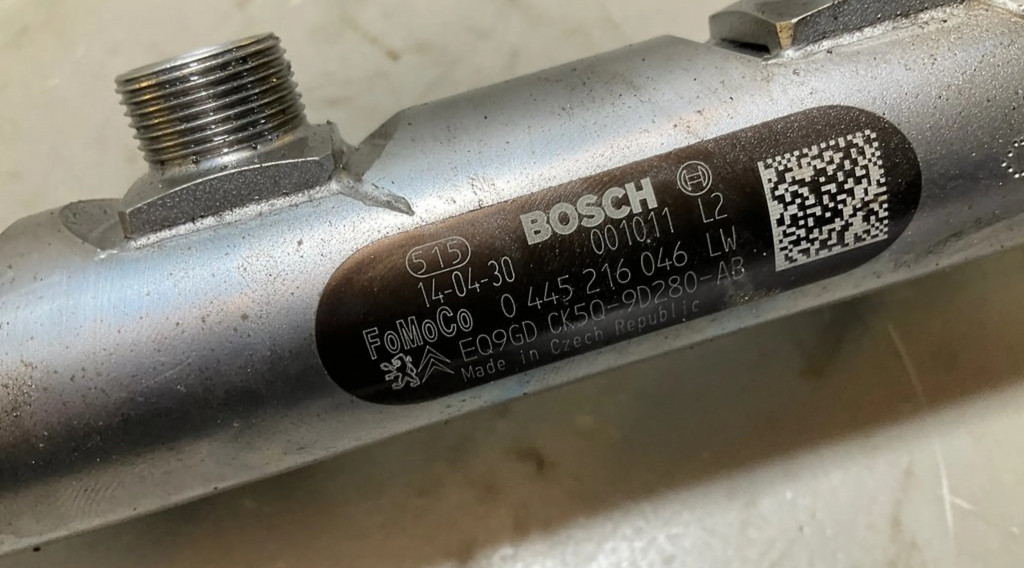 BOSCH
515
001011 L2
14-04-30
0 445 216 046 LW
FoMoCo
EQ9GD CK5Q-9D280-AB
Made in Czech Republic